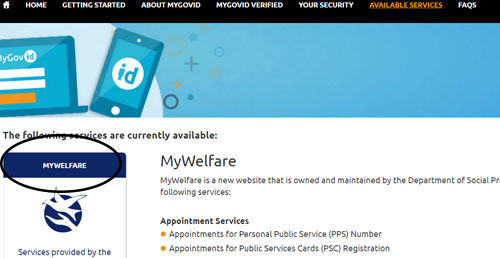 HOME GETTING STARTED ABOUT MYGOVID MYGOVID VERIFIED YOUR SECURITY AVAILABLE SERVICES FAQS
MyGov id
id
The following services are currently available:
MYWELFARE
Services provided by the
MyWelfare
MyWelfare is a new website that is owned and maintained by the Department of Social Pr
following services:
Appointment Services
Appointments for Personal Public Service (PPS) Number
Appointments for Public Services Cards (PSC) Registration